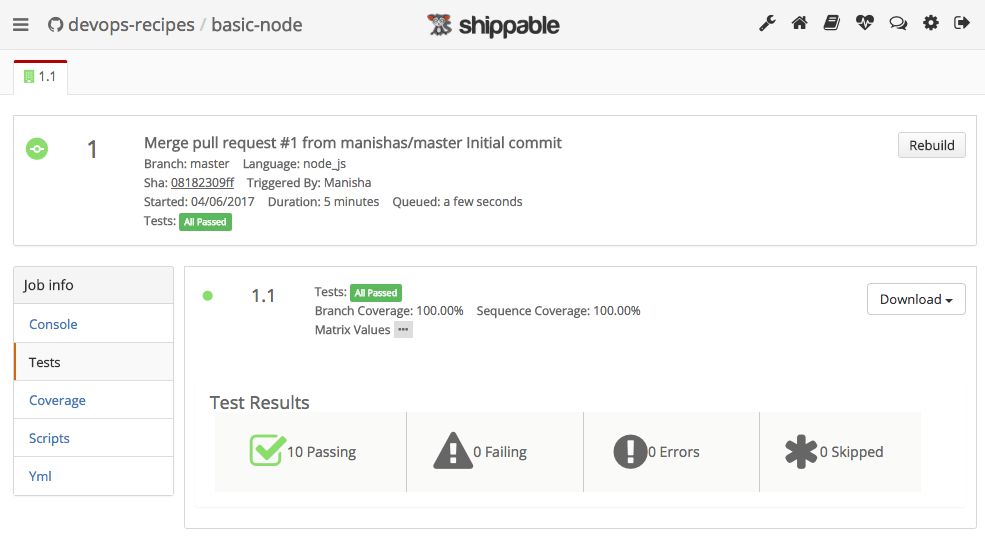 devops-recipes / basic-node
shippable
1.1
1
Merge pull request #1 from manishas/master Initial commit
Rebuild
Branch: master Language: node_js
Sha: 08182309ff Triggered By: Manisha
Started: 04/06/2017 Duration: 5 minutes Queued: a few seconds
Tests: All Passed
Job info
Console
Tests
Coverage
Scripts
Yml
1.1
Tests: All Passed
Download
Branch Coverage: 100.00% Sequence Coverage: 100.00%
Matrix Values
Test Results
10 Passing
0 Failing
0 Errors
0 Skipped